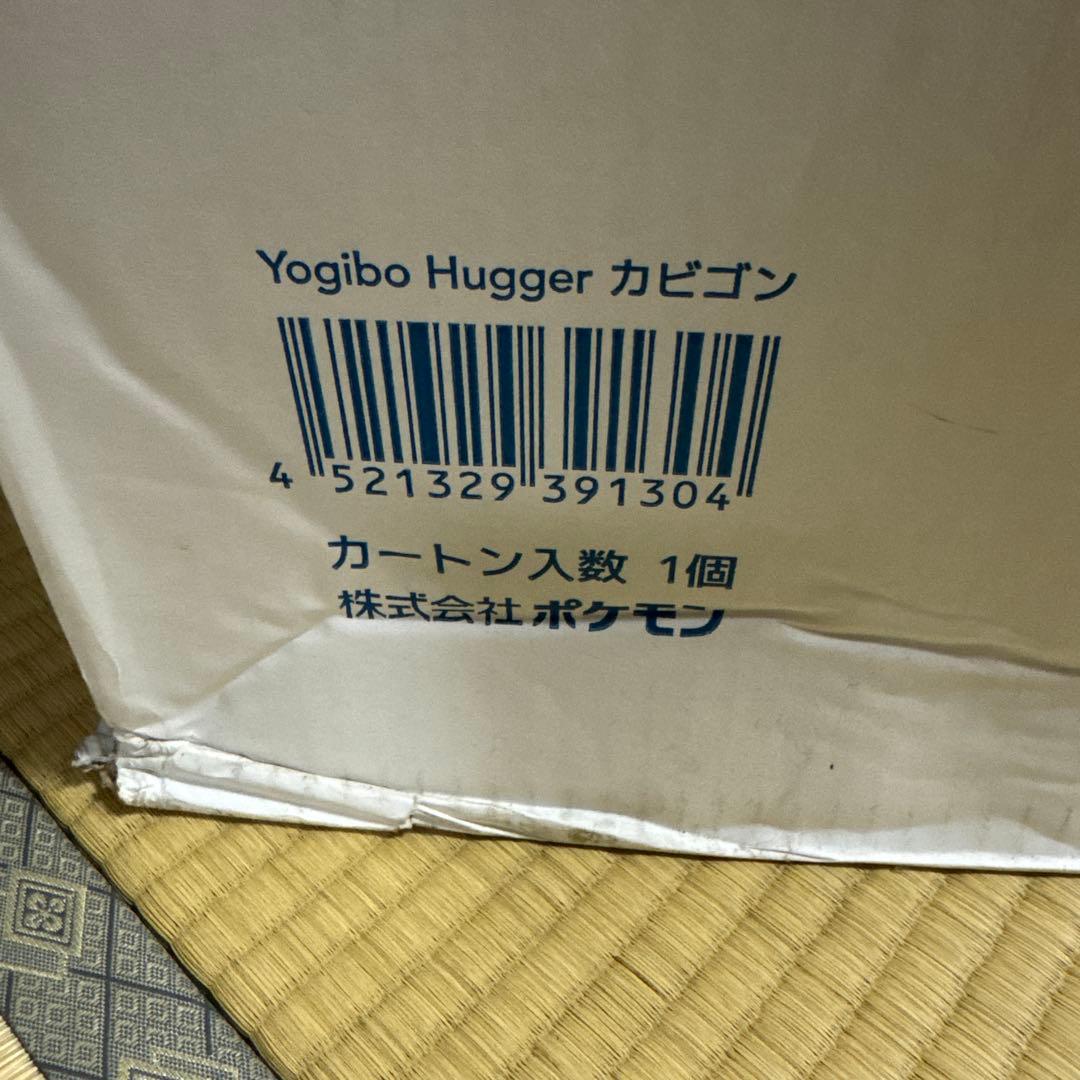 Yogibo Hugger カビゴン
4 521329 391304
カートン入数 1個
株式会社ポケモン